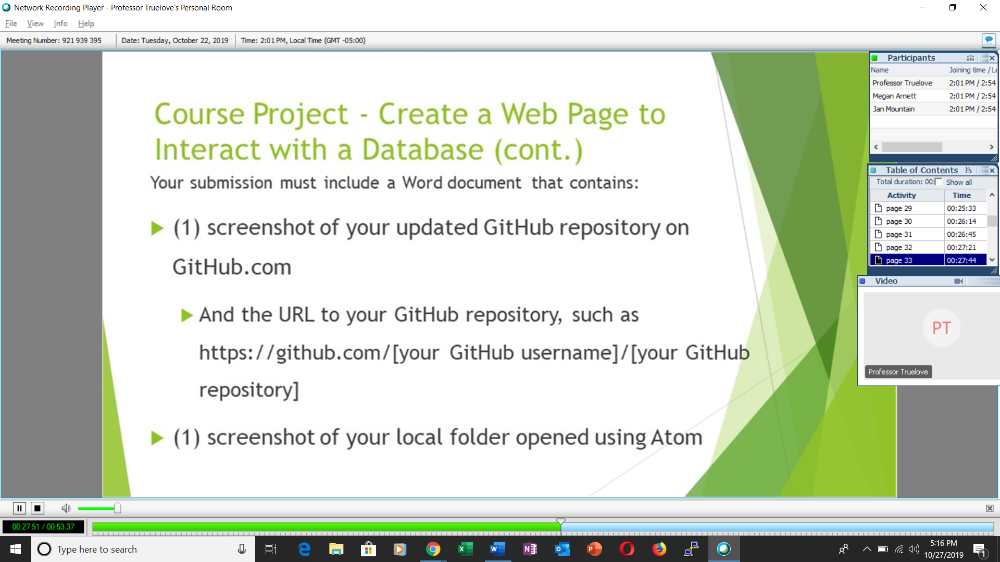 Network Recording Player - Professor Truelove's Personal Room
File View Info Help
Meeting Number: 921 939 395 Date: Tuesday, October 22, 2019 Time: 2:01 PM, Local Time (GMT -05:00)
Course Project - Create a Web Page to
Interact with a Database (cont.)
Your submission must include a Word document that contains:
(1) screenshot of your updated GitHub repository on
GitHub.com
And the URL to your GitHub repository, such as
https://github.com/[your GitHub username]/[your GitHub
repository]
(1) screenshot of your local folder opened using Atom
Participants
Name Joining time / Le
Professor Truelove 2:01 PM / 2:54
Megan Arnett 2:01 PM / 2:54
Jan Mountain 2:01 PM / 2:54
Table of Contents
Total duration: 00: Show all
Activity Time
page 29 00:25:33
page 30 00:26:14
page 31 00:26:45
page 32 00:27:21
page 33 00:27:44
Video
PT
Professor Truelove
00:27:51 / 00:53:37
Type here to search
5:16 PM
10/27/2019
1